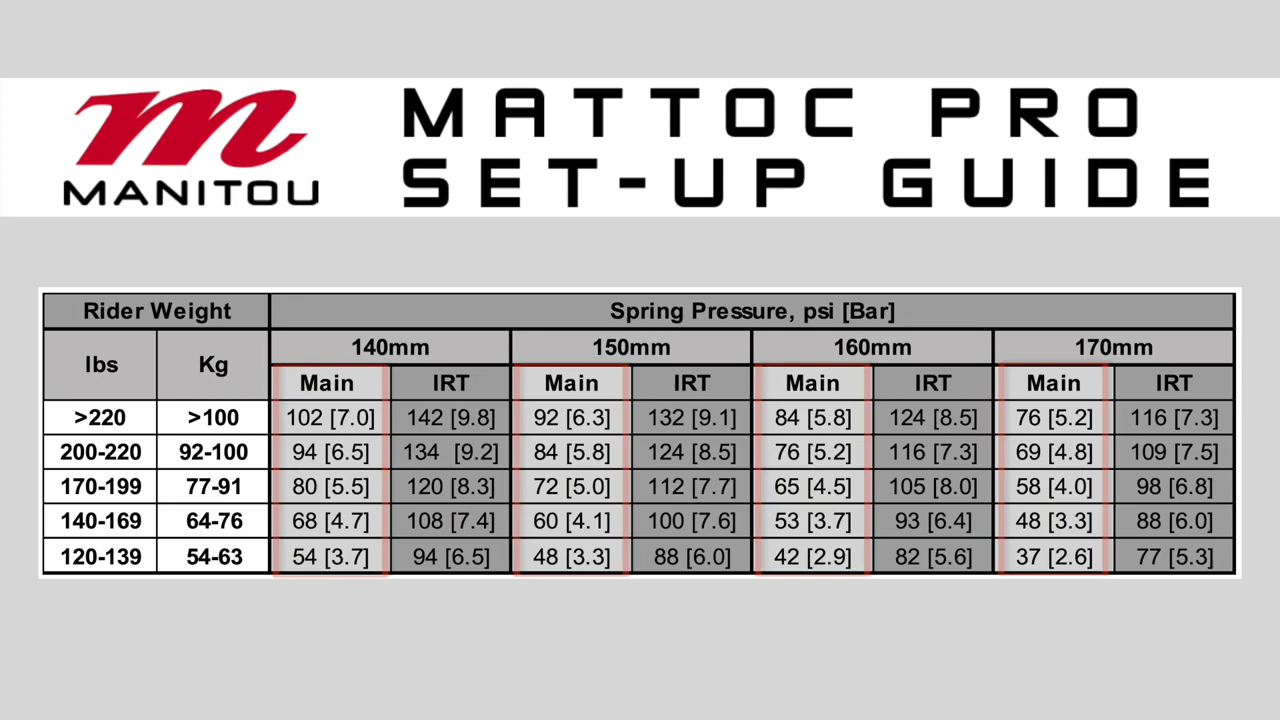 m
MANITOU
MATTOC PRO
SET-UP GUIDE
Rider Weight Spring Pressure, psi [Bar]
lbs Kg 140mm 150mm 160mm 170mm
Main IRT Main IRT Main IRT Main IRT
>220 >100 102 [7.0] 142 [9.8] 92 [6.3] 132 [9.1] 84 [5.8] 124 [8.5] 76 [5.2] 116 [7.3]
200-220 92-100 94 [6.5] 134 [9.2] 84 [5.8] 124 [8.5] 76 [5.2] 116 [7.3] 69 [4.8] 109 [7.5]
170-199 77-91 80 [5.5] 120 [8.3] 72 [5.0] 112 [7.7] 65 [4.5] 105 [8.0] 58 [4.0] 98 [6.8]
140-169 64-76 68 [4.7] 108 [7.4] 60 [4.1] 100 [7.6] 53 [3.7] 93 [6.4] 48 [3.3] 88 [6.0]
120-139 54-63 54 [3.7] 94 [6.5] 48 [3.3] 88 [6.0] 42 [2.9] 82 [5.6] 37 [2.6] 77 [5.3]